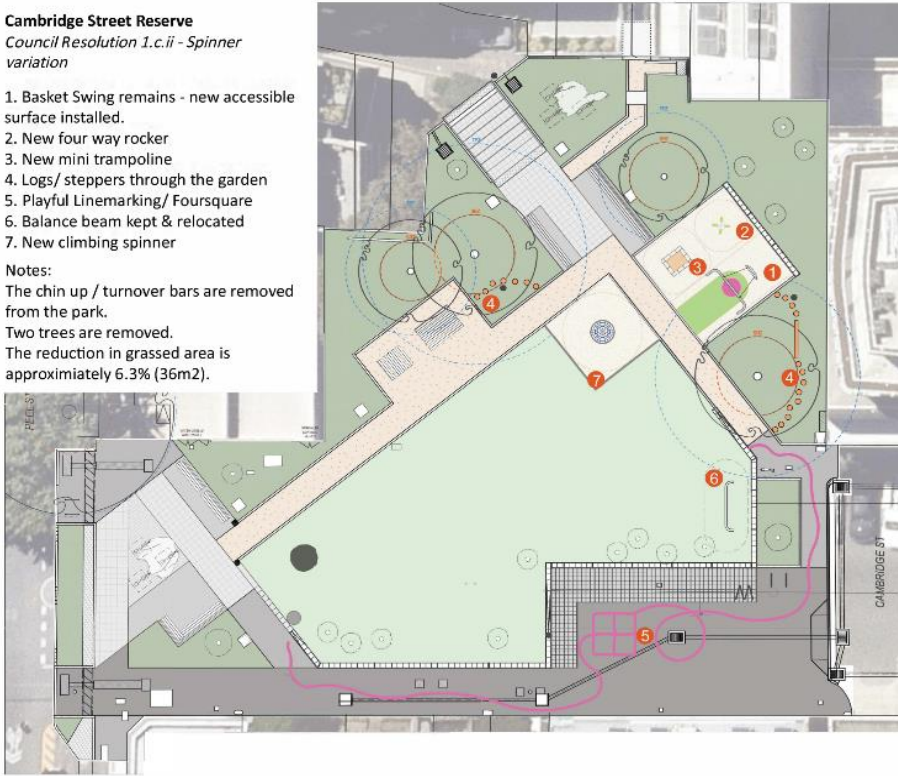 Cambridge Street Reserve
Council Resolution 1.c.ii - Spinner
variation
1. Basket Swing remains - new accessible
surface installed.
2. New four way rocker
3. New mini trampoline
4. Logs/ steppers through the garden
5. Playful Linemarking/ Foursquare
6. Balance beam kept & relocated
7. New climbing spinner
Notes:
The chin up / turnover bars are removed
from the park.
Two trees are removed.
The reduction in grassed area is
approximiately 6.3% (36m2).
2
3
1
4
7
4
6
5
PEEL ST
CAMBRIDGE ST